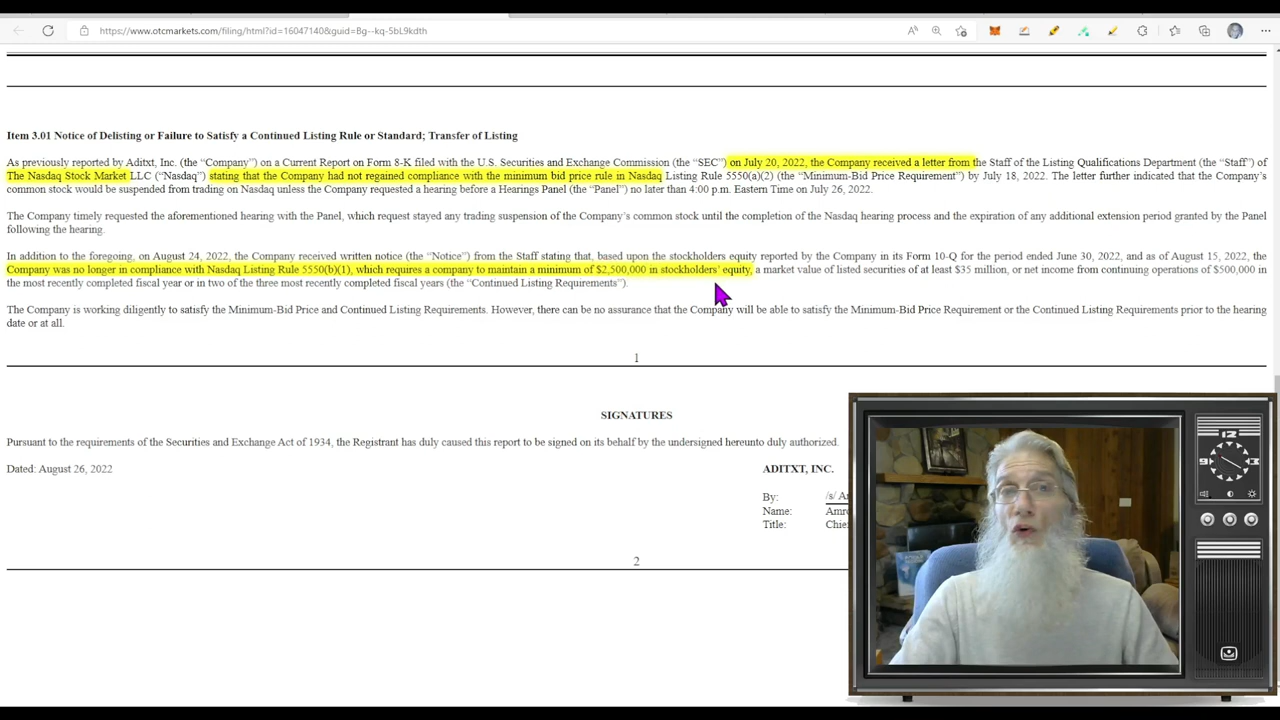 https://www.otcmarkets.com/filing/html?id=16047140&guid=Bg--kq-5bL9kdth
Item 3.01 Notice of Delisting or Failure to Satisfy a Continued Listing Rule or Standard; Transfer of Listing
As previously reported by Aditxt, Inc. (the “Company”) on a Current Report on Form 8-K filed with the U.S. Securities and Exchange Commission (the “SEC”) on July 20, 2022, the Company received a letter from the Staff of the Listing Qualifications Department (the “Staff”) of
The Nasdaq Stock Market LLC (“Nasdaq”) stating that the Company had not regained compliance with the minimum bid price rule in Nasdaq Listing Rule 5550(a)(2) (the “Minimum-Bid Price Requirement”) by July 18, 2022. The letter further indicated that the Company’s
common stock would be suspended from trading on Nasdaq unless the Company requested a hearing before a Hearings Panel (the “Panel”) no later than 4:00 p.m. Eastern Time on July 26, 2022.
The Company timely requested the aforementioned hearing with the Panel, which request stayed any trading suspension of the Company’s common stock until the completion of the Nasdaq hearing process and the expiration of any additional extension period granted by the Panel
following the hearing.
In addition to the foregoing, on August 24, 2022, the Company received written notice (the “Notice”) from the Staff stating that, based upon the stockholders equity reported by the Company in its Form 10-Q for the period ended June 30, 2022, and as of August 15, 2022, the
Company was no longer in compliance with Nasdaq Listing Rule 5550(b)(1), which requires a company to maintain a minimum of $2,500,000 in stockholders’ equity, a market value of listed securities of at least $35 million, or net income from continuing operations of $500,000 in
the most recently completed fiscal year or in two of the three most recently completed fiscal years (the “Continued Listing Requirements”).
The Company is working diligently to satisfy the Minimum-Bid Price and Continued Listing Requirements. However, there can be no assurance that the Company will be able to satisfy the Minimum-Bid Price Requirement or the Continued Listing Requirements prior to the hearing
date or at all.
1
SIGNATURES
Pursuant to the requirements of the Securities and Exchange Act of 1934, the Registrant has duly caused this report to be signed on its behalf by the undersigned hereunto duly authorized.
Dated: August 26, 2022
ADITXT, INC.
By: /s/ A
Name: Amr
Title: Chie
2
12
9 3
6